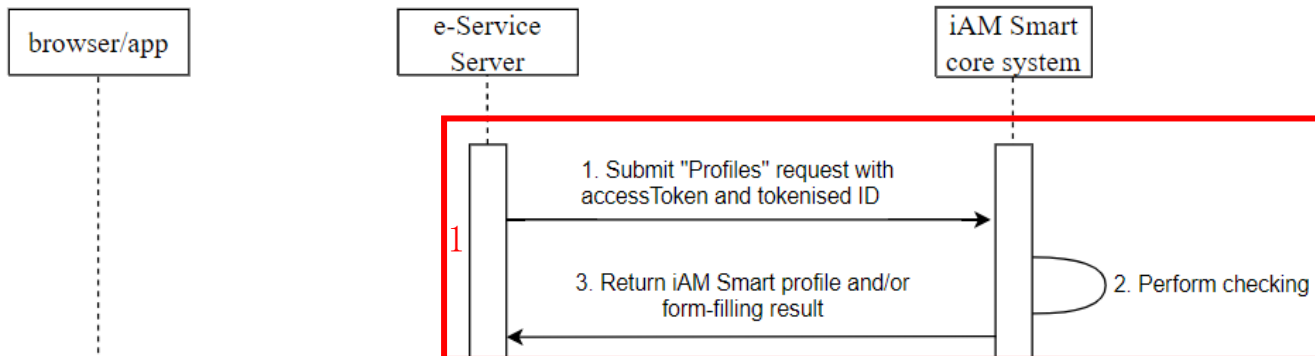 browser/app
e-Service
Server
iAM Smart
core system
1. Submit "Profiles" request with
accessToken and tokenised ID
1
3. Return iAM Smart profile and/or
form-filling result
2. Perform checking